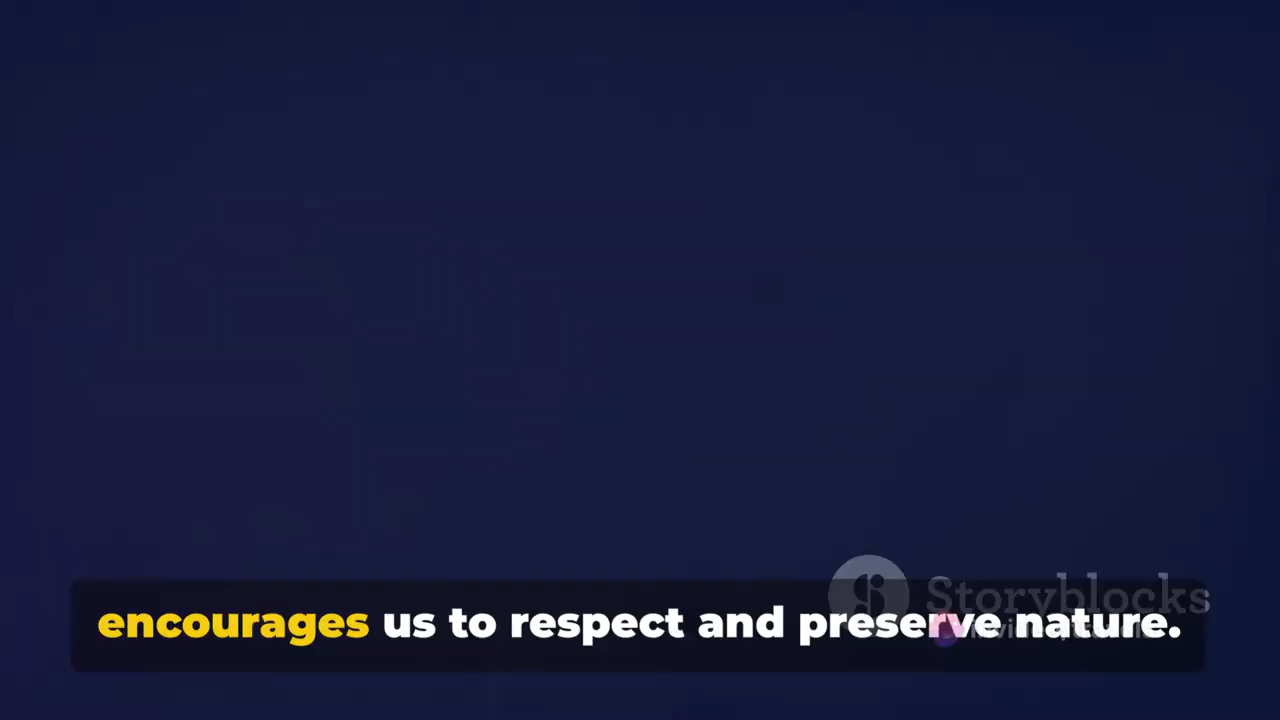 Storyblocks
encourages us to respect and preserve nature.